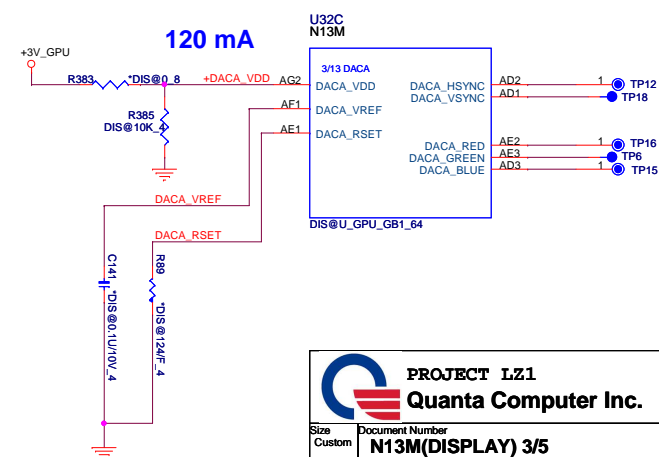 U32C
N13M
120 mA
+3V_GPU
3/13 DACA
R383
*DIS@0_8
+DACA_VDD
AG2
DACA_VDD
DACA_HSYNC
AD2
1
TP12
DACA_VSYNC
AD1
TP18
R385
DIS@10K_4
AF1
DACA_VREF
AE1
DACA_RSET
DACA_RED
AE2
1
TP16
DACA_GREEN
AE3
TP6
DACA_BLUE
AD3
1
TP15
DACA_VREF
DIS@U_GPU_GB1_64
DACA_RSET
C141
*DIS@0.1U/10V_4
R89
*DIS@124/F_4
PROJECT LZ1
Quanta Computer Inc.
Size
Custom
Document Number
N13M(DISPLAY) 3/5